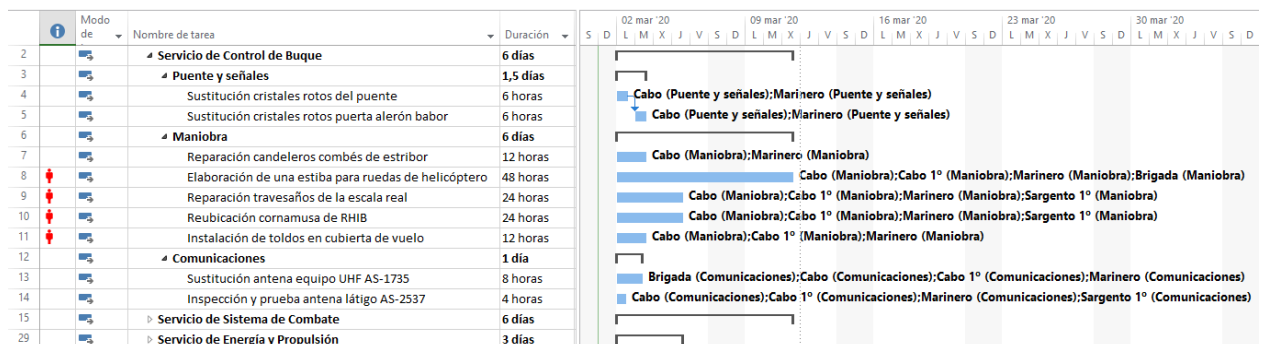 Modo de
Nombre de tarea
Duración
02 mar '20
09 mar '20
16 mar '20
23 mar '20
30 mar '20
S D L M X J V S D L M X J V S D L M X J V S D L M X J V S D L M X J V S D
2 Servicio de Control de Buque 6 días
3 Puente y señales 1,5 días
4 Sustitución cristales rotos del puente 6 horas Cabo (Puente y señales);Marinero (Puente y señales)
5 Sustitución cristales rotos puerta alerón babor 6 horas Cabo (Puente y señales);Marinero (Puente y señales)
6 Maniobra 6 días
7 Reparación candeleros combés de estribor 12 horas Cabo (Maniobra);Marinero (Maniobra)
8 Elaboración de una estiba para ruedas de helicóptero 48 horas Cabo (Maniobra);Cabo 1º (Maniobra);Marinero (Maniobra);Brigada (Maniobra)
9 Reparación travesaños de la escala real 24 horas Cabo (Maniobra);Cabo 1º (Maniobra);Marinero (Maniobra);Sargento 1º (Maniobra)
10 Reubicación cornamusa de RHIB 24 horas Cabo (Maniobra);Cabo 1º (Maniobra);Marinero (Maniobra);Sargento 1º (Maniobra)
11 Instalación de toldos en cubierta de vuelo 12 horas Cabo (Maniobra);Cabo 1º (Maniobra);Marinero (Maniobra)
12 Comunicaciones 1 día
13 Sustitución antena equipo UHF AS-1735 8 horas Brigada (Comunicaciones);Cabo (Comunicaciones);Cabo 1º (Comunicaciones);Marinero (Comunicaciones)
14 Inspección y prueba antena látigo AS-2537 4 horas Cabo (Comunicaciones);Cabo 1º (Comunicaciones);Marinero (Comunicaciones);Sargento 1º (Comunicaciones)
15 Servicio de Sistema de Combate 6 días
29 Servicio de Energía y Propulsión 3 días